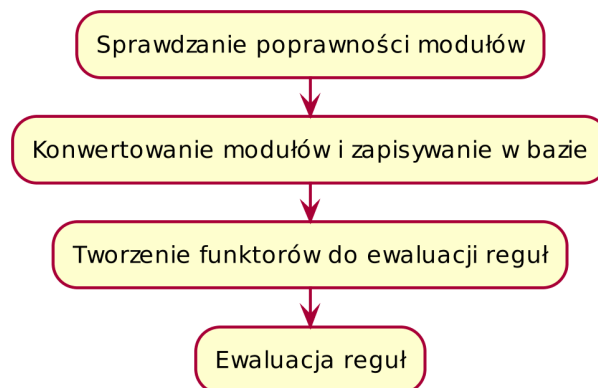 Sprawdzanie poprawności modułów
Konwertowanie modułów i zapisywanie w bazie
Tworzenie funktorów do ewaluacji reguł
Ewaluacja reguł